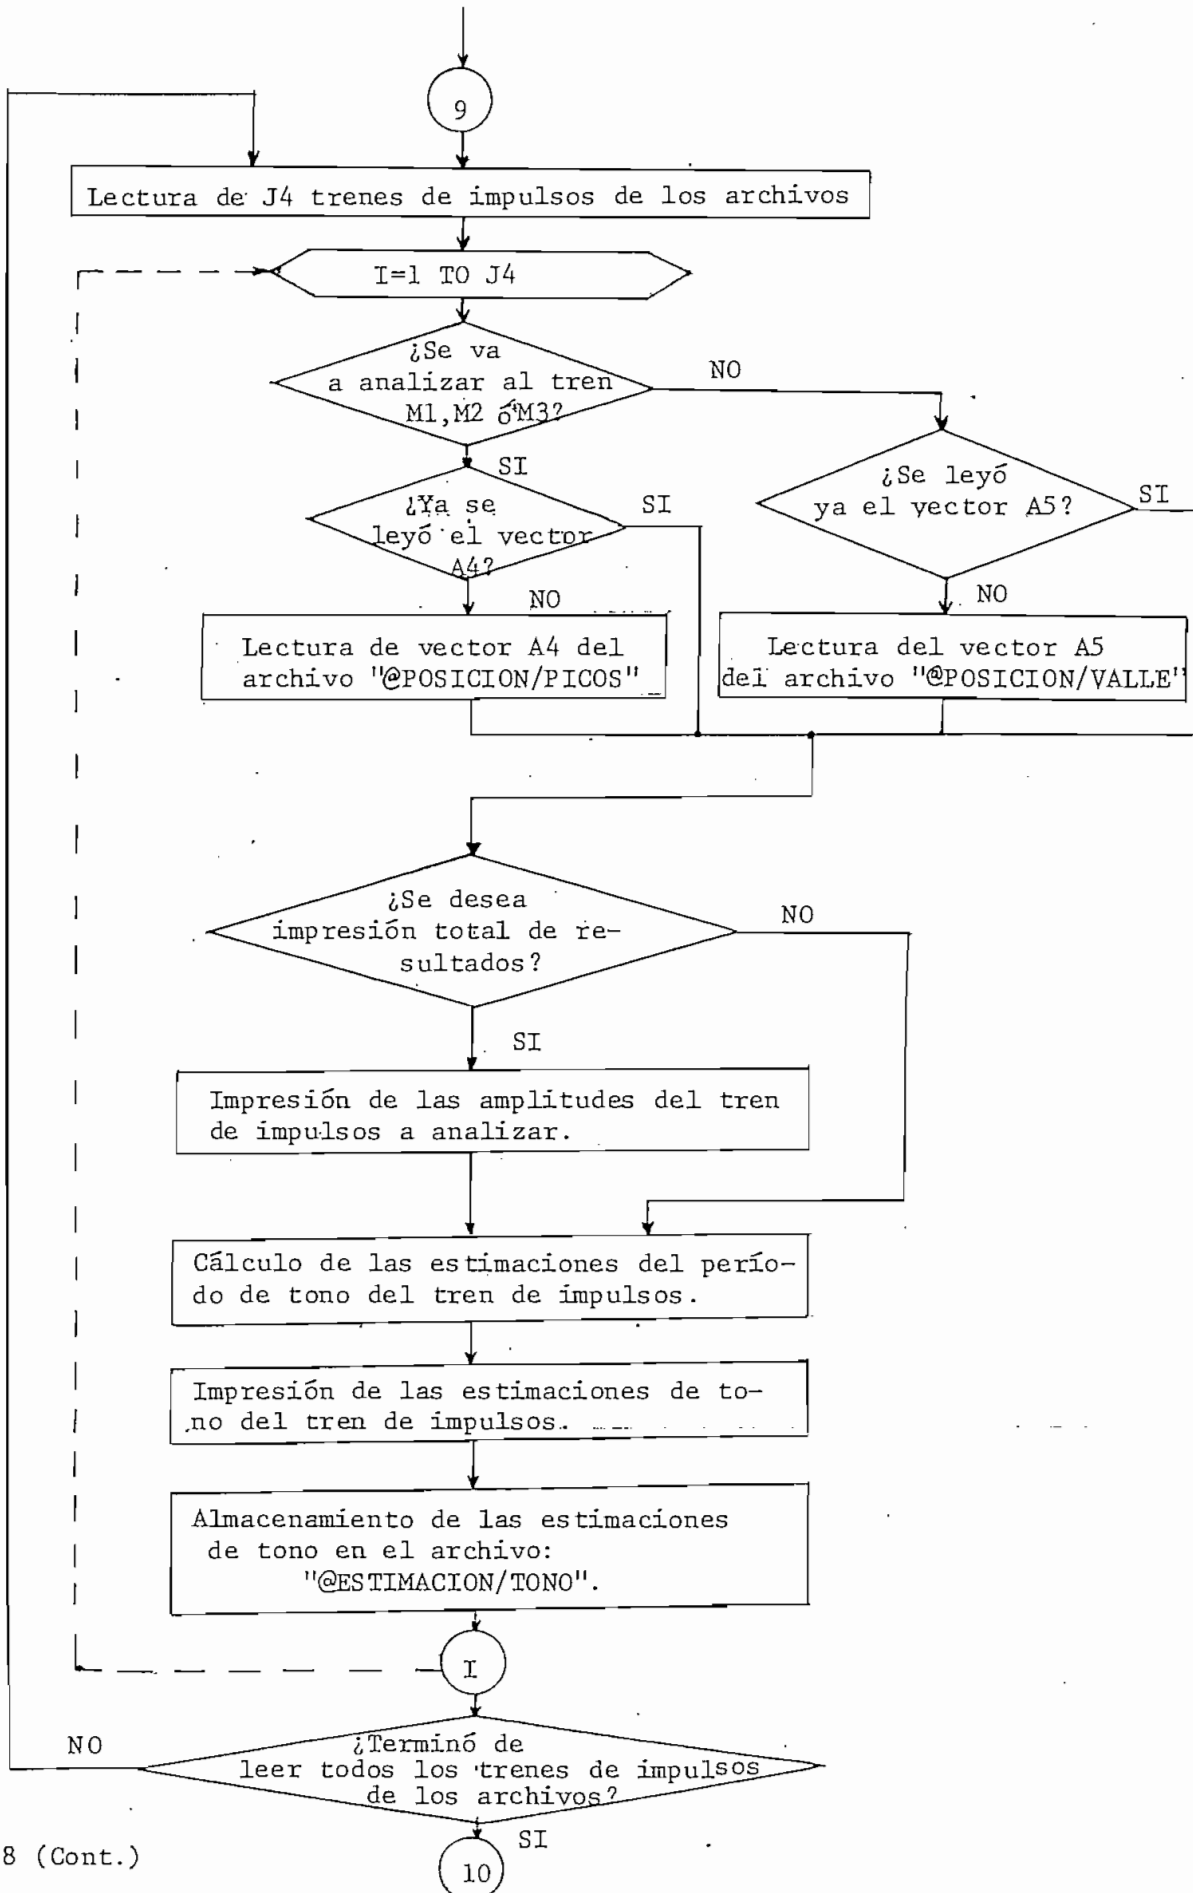 9
Lectura de J4 trenes de impulsos de los archivos
I=1 TO J4
¿Se va
a analizar al tren
M1,M2 ó M3?
NO
SI
¿Ya se
leyó el vector
A4?
SI
NO
¿Se leyó
ya el vector A5?
SI
NO
Lectura de vector A4 del
archivo "@POSICION/PICOS"
Lectura del vector A5
del archivo "@POSICION/VALLE"
¿Se desea
impresión total de re-
sultados?
NO
SI
Impresión de las amplitudes del tren
de impulsos a analizar.
Cálculo de las estimaciones del perío-
do de tono del tren de impulsos.
Impresión de las estimaciones de to-
no del tren de impulsos.
Almacenamiento de las estimaciones
de tono en el archivo:
"@ESTIMACION/TONO".
I
NO
¿Terminó de
leer todos los trenes de impulsos
de los archivos?
SI
8 (Cont.)
10